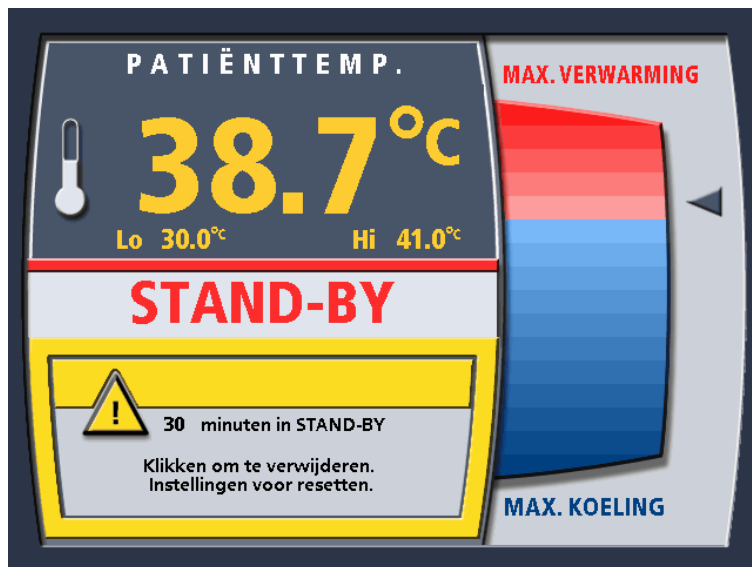 PATIËNTTEMP.
38.7°C
Lo 30.0°C Hi 41.0°C
STAND-BY
!
30 minuten in STAND-BY
Klikken om te verwijderen.
Instellingen voor resetten.
MAX. VERWARMING
MAX. KOELING